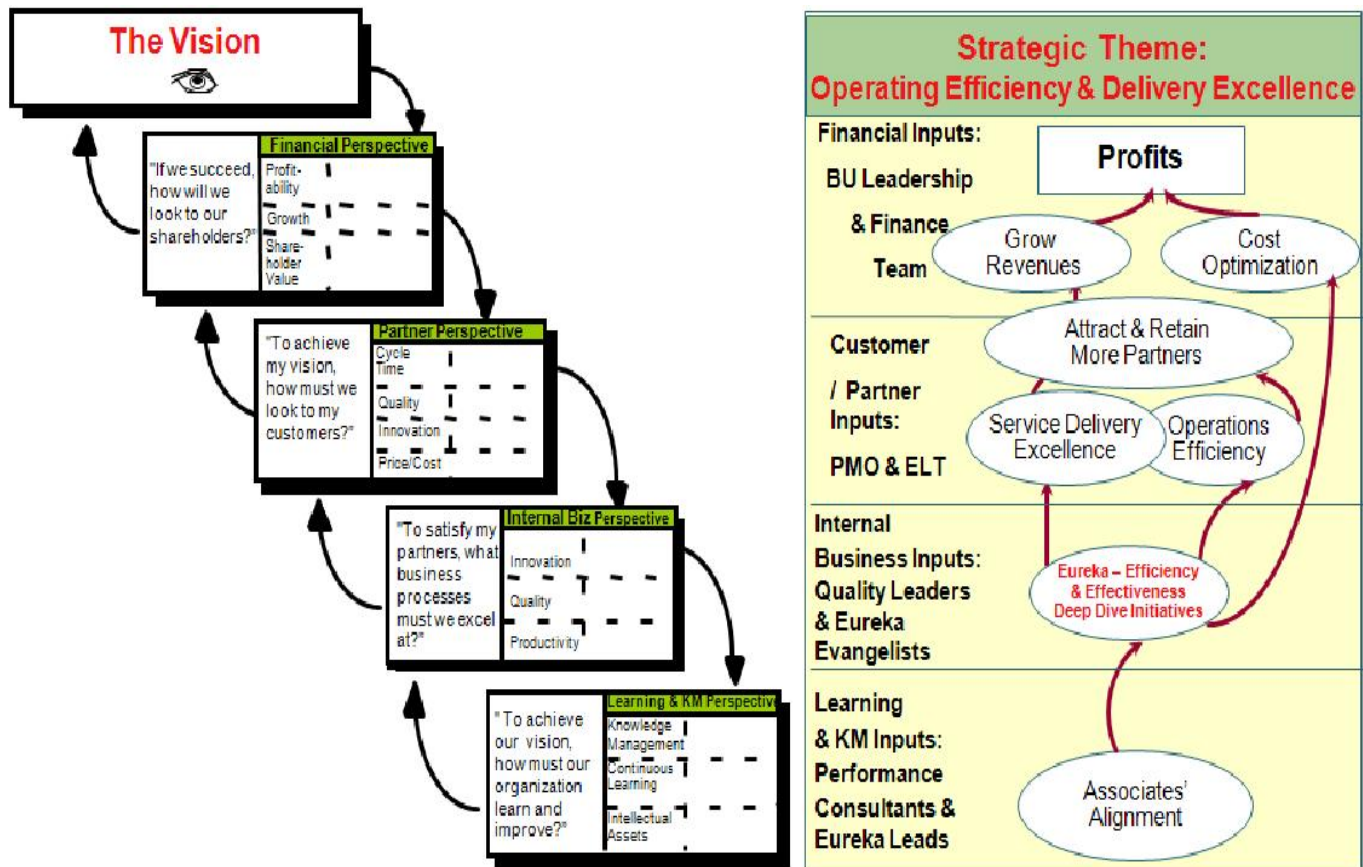 The Vision
Financial Perspective
"If we succeed,
how will we
look to our
shareholders?"
Profit-
ability
Growth
Share-
holder
Value
Partner Perspective
"To achieve
my vision,
how must we
look to my
customers?"
Cycle
Time
Quality
Innovation
Price/Cost
Internal Biz Perspective
"To satisfy my
partners, what
business
processes
must we excel
at?"
Innovation
Quality
Productivity
Learning & KM Perspective
"To achieve
our vision,
how must our
organization
learn and
improve?"
Knowledge
Management
Continuous
Learning
Intellectual
Assets
Strategic Theme:
Operating Efficiency & Delivery Excellence
Financial Inputs:
BU Leadership
& Finance
Team
Profits
Grow
Revenues
Cost
Optimization
Customer
/ Partner
Inputs:
PMO & ELT
Attract & Retain
More Partners
Service Delivery
Excellence
Operations
Efficiency
Internal
Business Inputs:
Quality Leaders
& Eureka
Evangelists
Eureka – Efficiency
& Effectiveness
Deep Dive Initiatives
Learning
& KM Inputs:
Performance
Consultants &
Eureka Leads
Associates'
Alignment